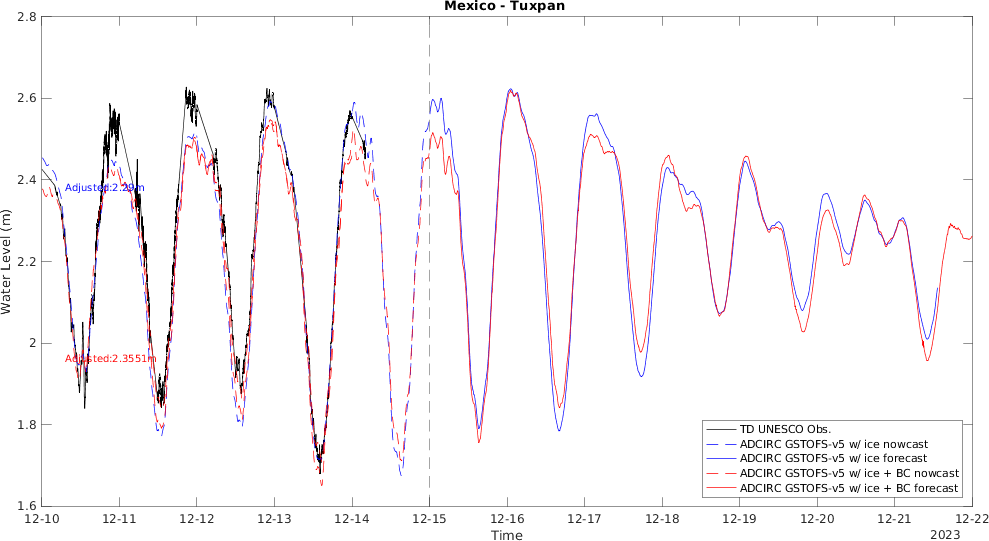 Mexico - Tuxpan
2.8
2.6
2.4
2.2
2
1.8
1.6
Water Level (m)
Adjusted:2.29m
Adjusted:2.3551m
TD UNESCO Obs.
ADCIRC GSTOFS-v5 w/ ice nowcast
ADCIRC GSTOFS-v5 w/ ice forecast
ADCIRC GSTOFS-v5 w/ ice + BC nowcast
ADCIRC GSTOFS-v5 w/ ice + BC forecast
12-10 12-11 12-12 12-13 12-14 12-15 12-16 12-17 12-18 12-19 12-20 12-21 12-22
Time
2023